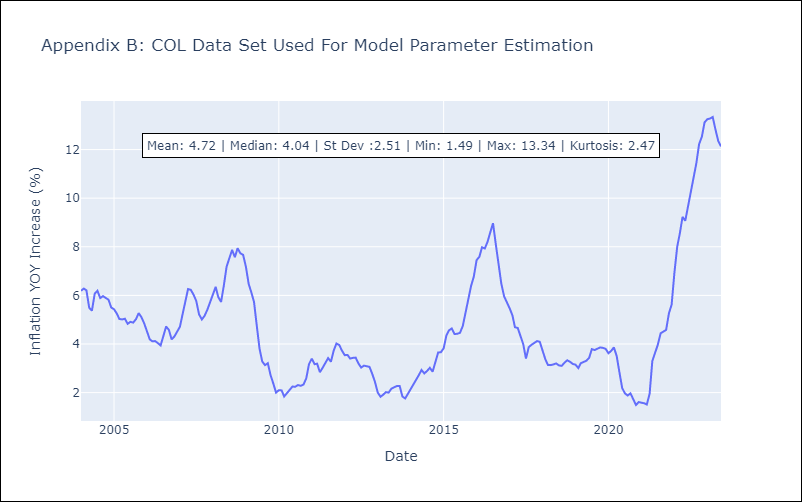 Appendix B: COL Data Set Used For Model Parameter Estimation
Mean: 4.72 | Median: 4.04 | St Dev :2.51 | Min: 1.49 | Max: 13.34 | Kurtosis: 2.47
Inflation YOY Increase (%)
12
10
8
6
4
2
2005
2010
2015
2020
Date